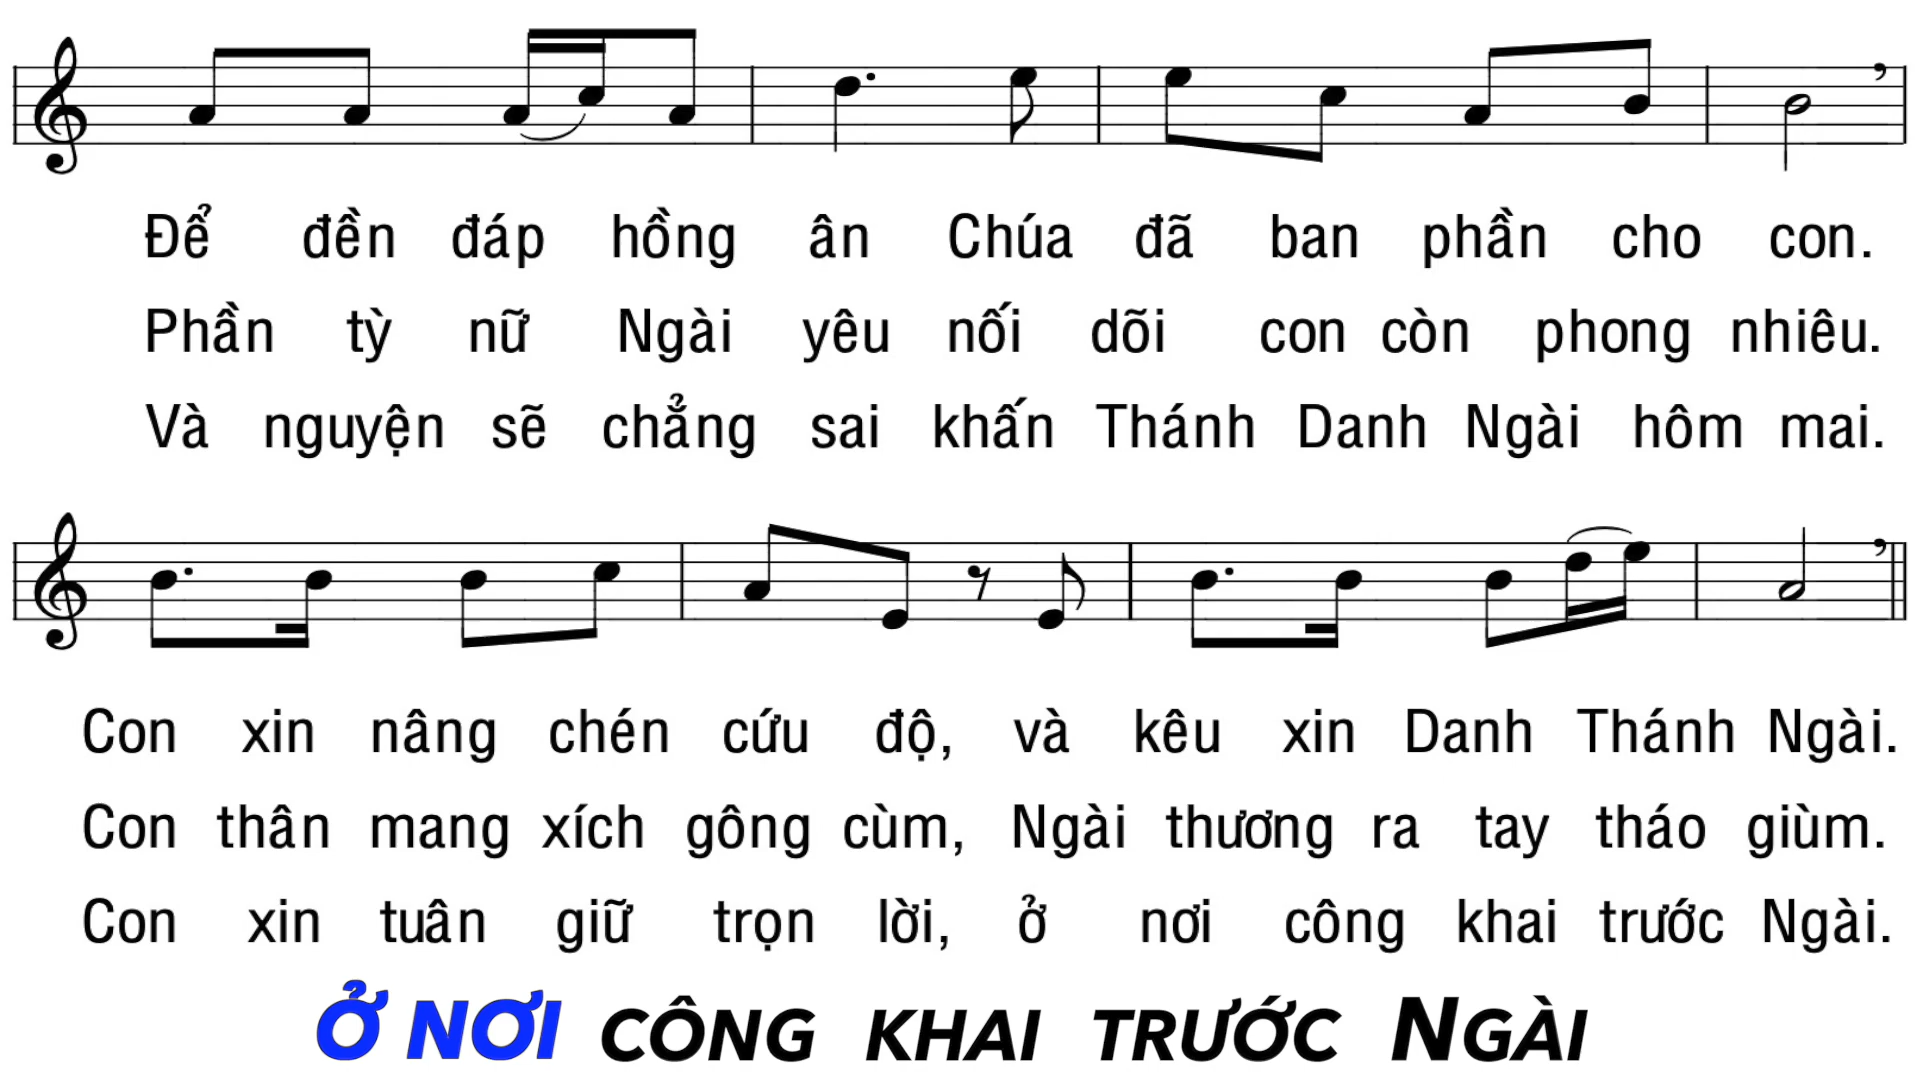 Để đền đáp hồng ân Chúa đã ban phần cho con.
Phần tỳ nữ Ngài yêu nối dõi con còn phong nhiêu.
Và nguyện sẽ chẳng sai khấn Thánh Danh Ngài hôm mai.
Con xin nâng chén cứu độ, và kêu xin Danh Thánh Ngài.
Con thân mang xích gông cùm, Ngài thương ra tay tháo giùm.
Con xin tuân giữ trọn lời, ở nơi công khai trước Ngài.
Ở NƠI CÔNG KHAI TRƯỚC NGÀI